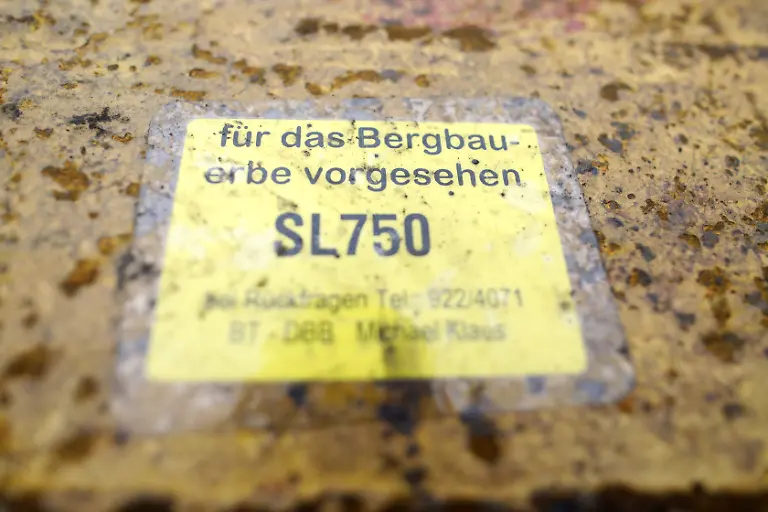 für das Bergbau-
erbe vorgesehen
SL750
bei Rückfragen Tel.: 922/4071
BT - DBB Michael Klaus